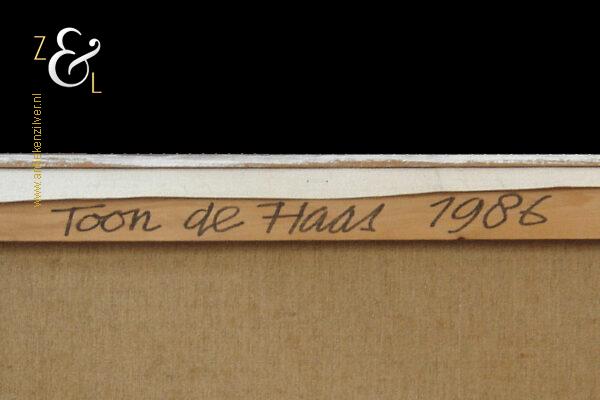 Z & L
www.antiekenzilver.nl
Toon de Haas 1986